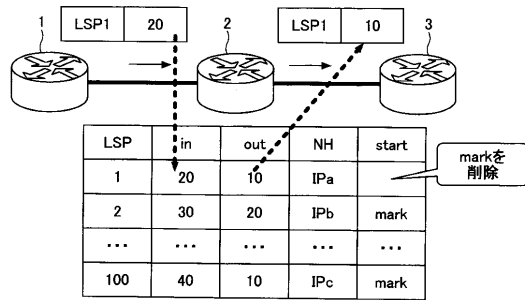 1
LSP1 20
2
LSP1 10
3
LSP in out NH start
1 20 10 IPa
2 30 20 IPb mark
... ... ... ... ...
100 40 10 IPc mark
markを
削除